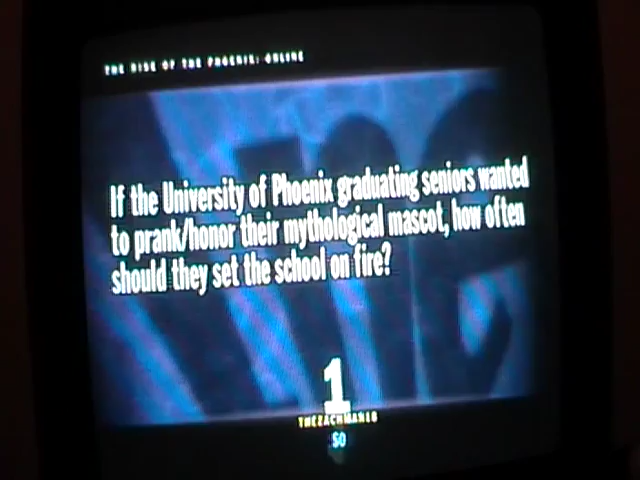 THE RISE OF THE PHOENIX: ONLINE
If the University of Phoenix graduating seniors wanted
to prank/honor their mythological mascot, how often
should they set the school on fire?
1
THEZACHMAN18
$0